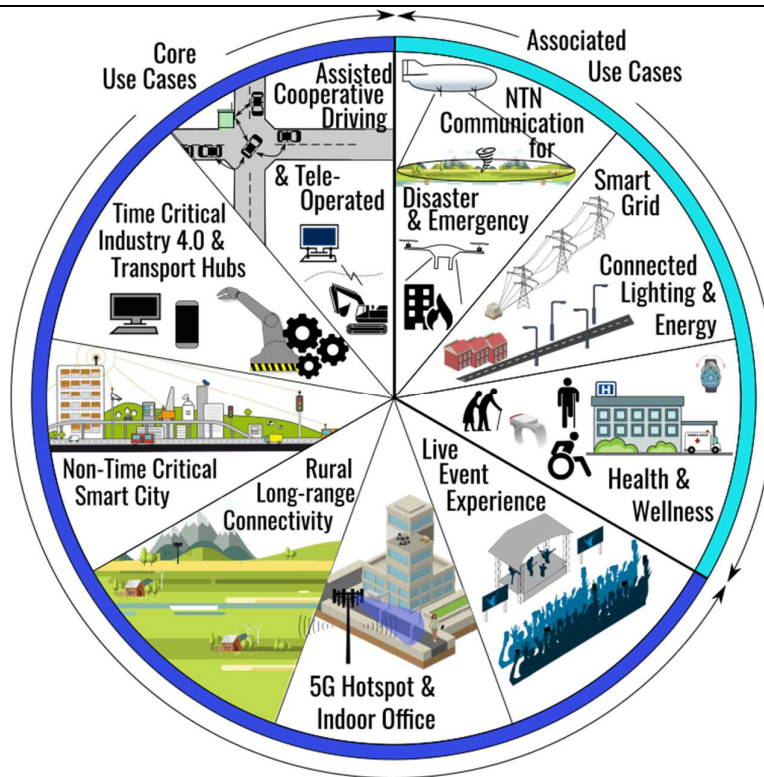 Core
Use Cases
Associated
Use Cases
Assisted
Cooperative
Driving
& Tele-
Operated
NTN
Communication
for
Disaster
& Emergency
Smart
Grid
Connected
Lighting &
Energy
Time Critical
Industry 4.0 &
Transport Hubs
H
AMBULANCE
Health &
Wellness
Non-Time Critical
Smart City
Rural
Long-range
Connectivity
Live
Event
Experience
5G Hotspot &
Indoor Office